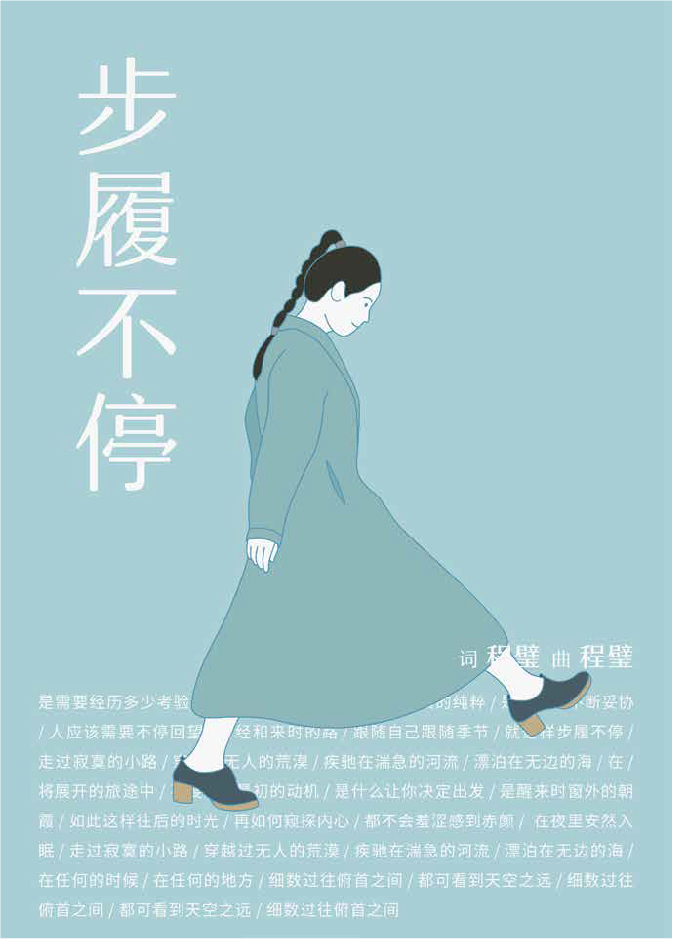 步履不停
词 程璧 曲 程璧
是需要经历多少考验 的纯粹 / 不断妥协
/ 人应该需要不停回望 经和来时的路 / 跟随自己跟随季节 / 就 样步履不停 /
走过寂寞的小路 / 无人的荒漠 / 疾驰在湍急的河流 / 漂泊在无边的海 / 在 /
将展开的旅途中 / 初的动机 / 是什么让你决定出发 / 是醒来时窗外的朝
霞 / 如此这样往后的时光 / 再如何窥探内心 / 都不会羞涩感到赤颜 / 在夜里安然入
眠 / 走过寂寞的小路 / 穿越过无人的荒漠 / 疾驰在湍急的河流 / 漂泊在无边的海 /
在任何的时候 / 在任何的地方 / 细数过往俯首之间 / 都可看到天空之远 / 细数过往
俯首之间 / 都可看到天空之远 / 细数过往俯首之间